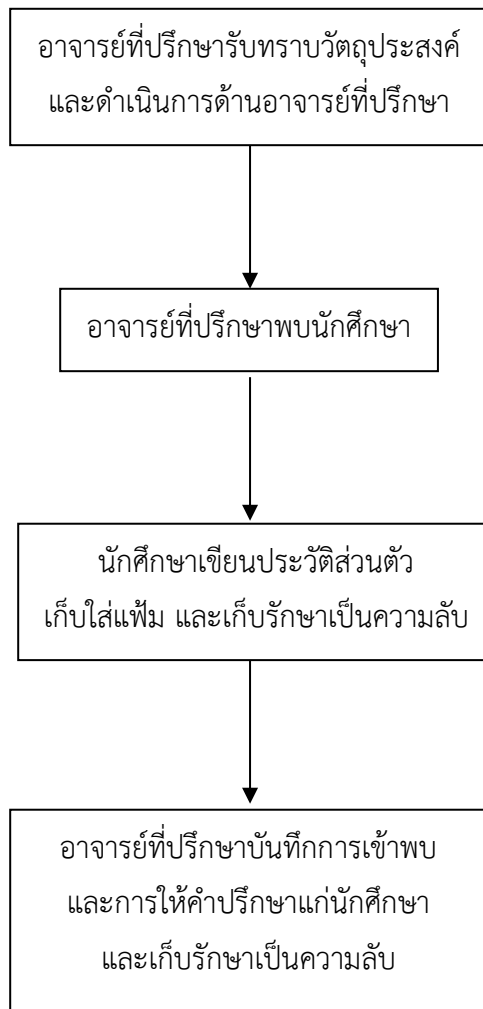 อาจารย์ที่ปรึกษารับทราบวัตถุประสงค์
และดำเนินการด้านอาจารย์ที่ปรึกษา
อาจารย์ที่ปรึกษาพบนักศึกษา
นักศึกษาเขียนประวัติส่วนตัว
เก็บใส่แฟ้ม และเก็บรักษาเป็นความลับ
อาจารย์ที่ปรึกษาบันทึกการเข้าพบ
และการให้คำปรึกษาแก่นักศึกษา
และเก็บรักษาเป็นความลับ